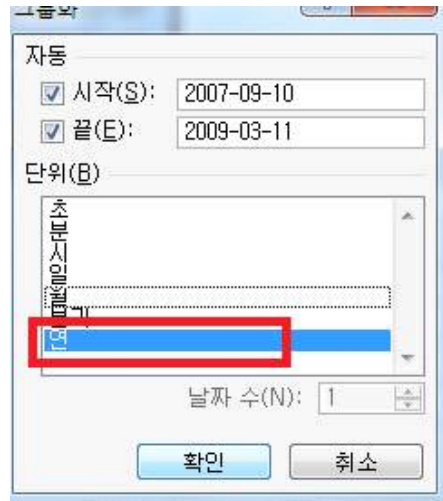 그룹화
자동
시작(S): 2007-09-10
끝(E): 2009-03-11
단위(B)
초
분
시
일
월
분기
연
날짜 수(N): 1
확인 취소